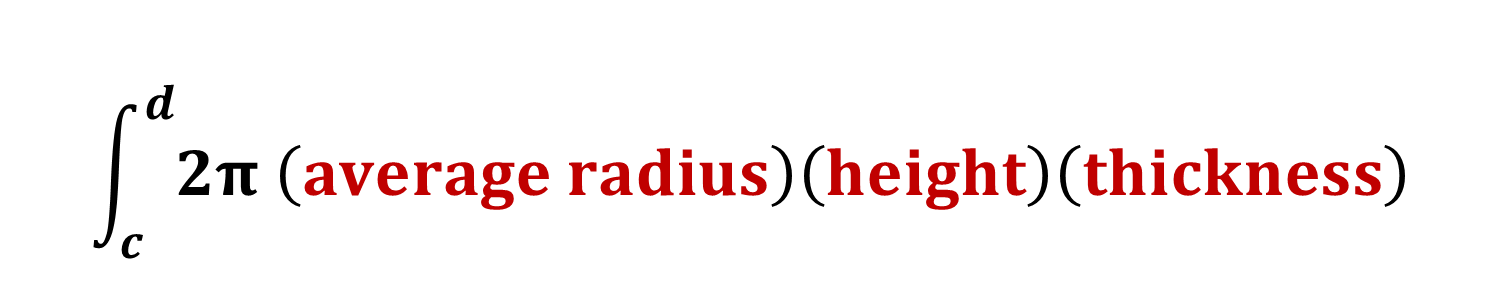 ∫_c^d 2π (average radius)(height)(thickness)